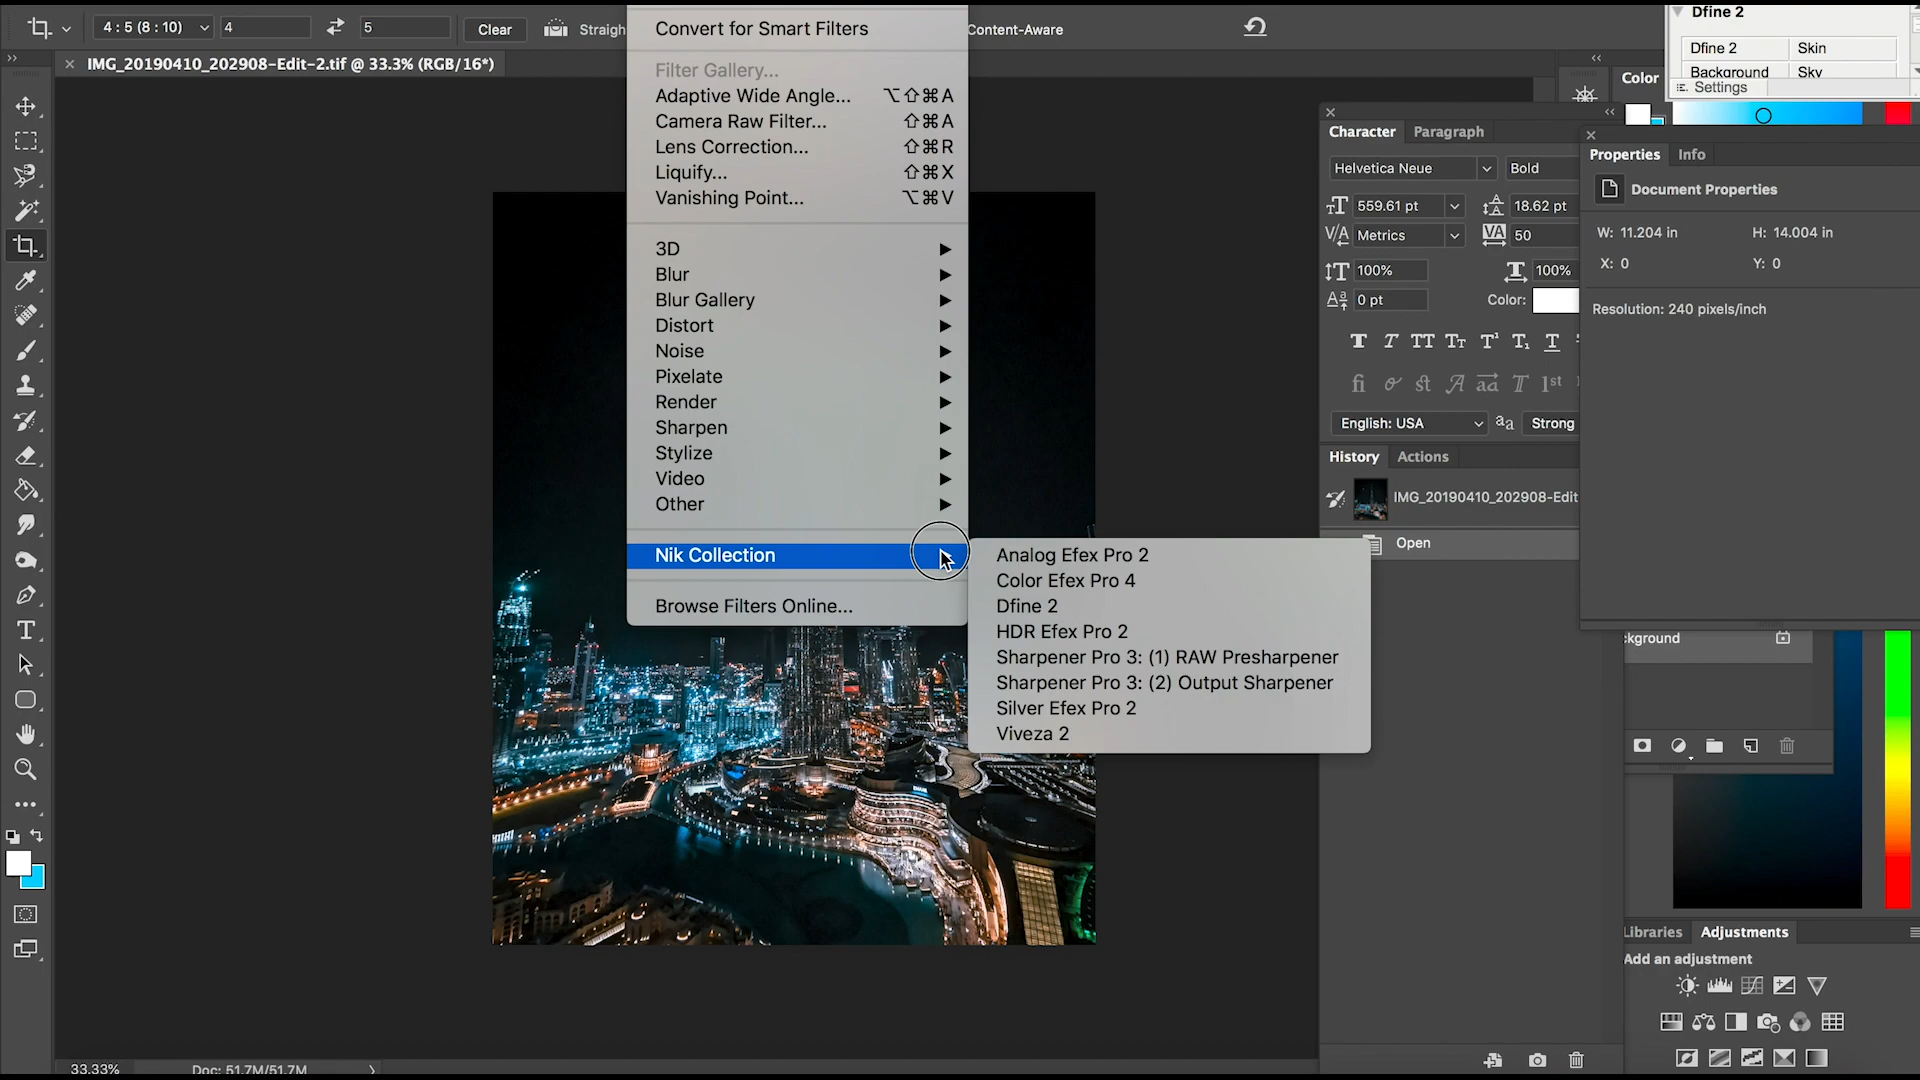 4 : 5 (8 : 10)
4
5
Clear
Straigh
Content-Aware
IMG_20190410_202908-Edit-2.tif @ 33.3% (RGB/16*)
Convert for Smart Filters
Filter Gallery...
Adaptive Wide Angle... ⌥⇧⌘A
Camera Raw Filter... ⇧⌘A
Lens Correction... ⇧⌘R
Liquify... ⇧⌘X
Vanishing Point... ⌥⌘V
3D
Blur
Blur Gallery
Distort
Noise
Pixelate
Render
Sharpen
Stylize
Video
Other
Nik Collection
Browse Filters Online...
Analog Efex Pro 2
Color Efex Pro 4
Dfine 2
HDR Efex Pro 2
Sharpener Pro 3: (1) RAW Presharpener
Sharpener Pro 3: (2) Output Sharpener
Silver Efex Pro 2
Viveza 2
Dfine 2
Dfine 2 Skin
Background Sky
Settings
Color
Character Paragraph
Helvetica Neue Bold
559.61 pt 18.62 pt
Metrics 50
100% 100%
0 pt Color:
English: USA Strong
History Actions
IMG_20190410_202908-Edit
Open
Properties Info
Document Properties
W: 11.204 in H: 14.004 in
X: 0 Y: 0
Resolution: 240 pixels/inch
ckground
Libraries Adjustments
Add an adjustment
33.33% Doc: 51.7M/51.7M